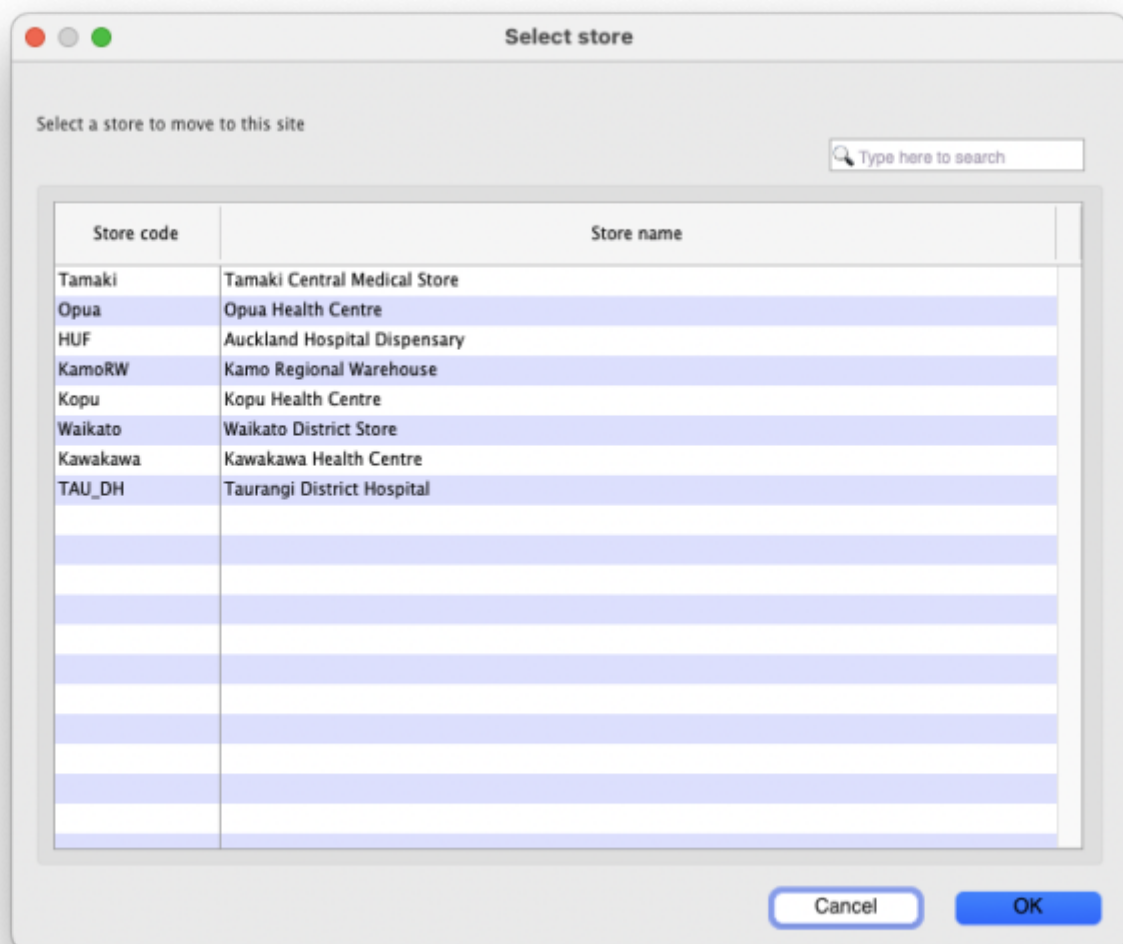 Select store
Select a store to move to this site
Type here to search
Store code Store name
Tamaki Tamaki Central Medical Store
Opua Opua Health Centre
HUF Auckland Hospital Dispensary
KamoRW Kamo Regional Warehouse
Kopu Kopu Health Centre
Waikato Waikato District Store
Kawakawa Kawakawa Health Centre
TAU_DH Taurangi District Hospital
Cancel OK